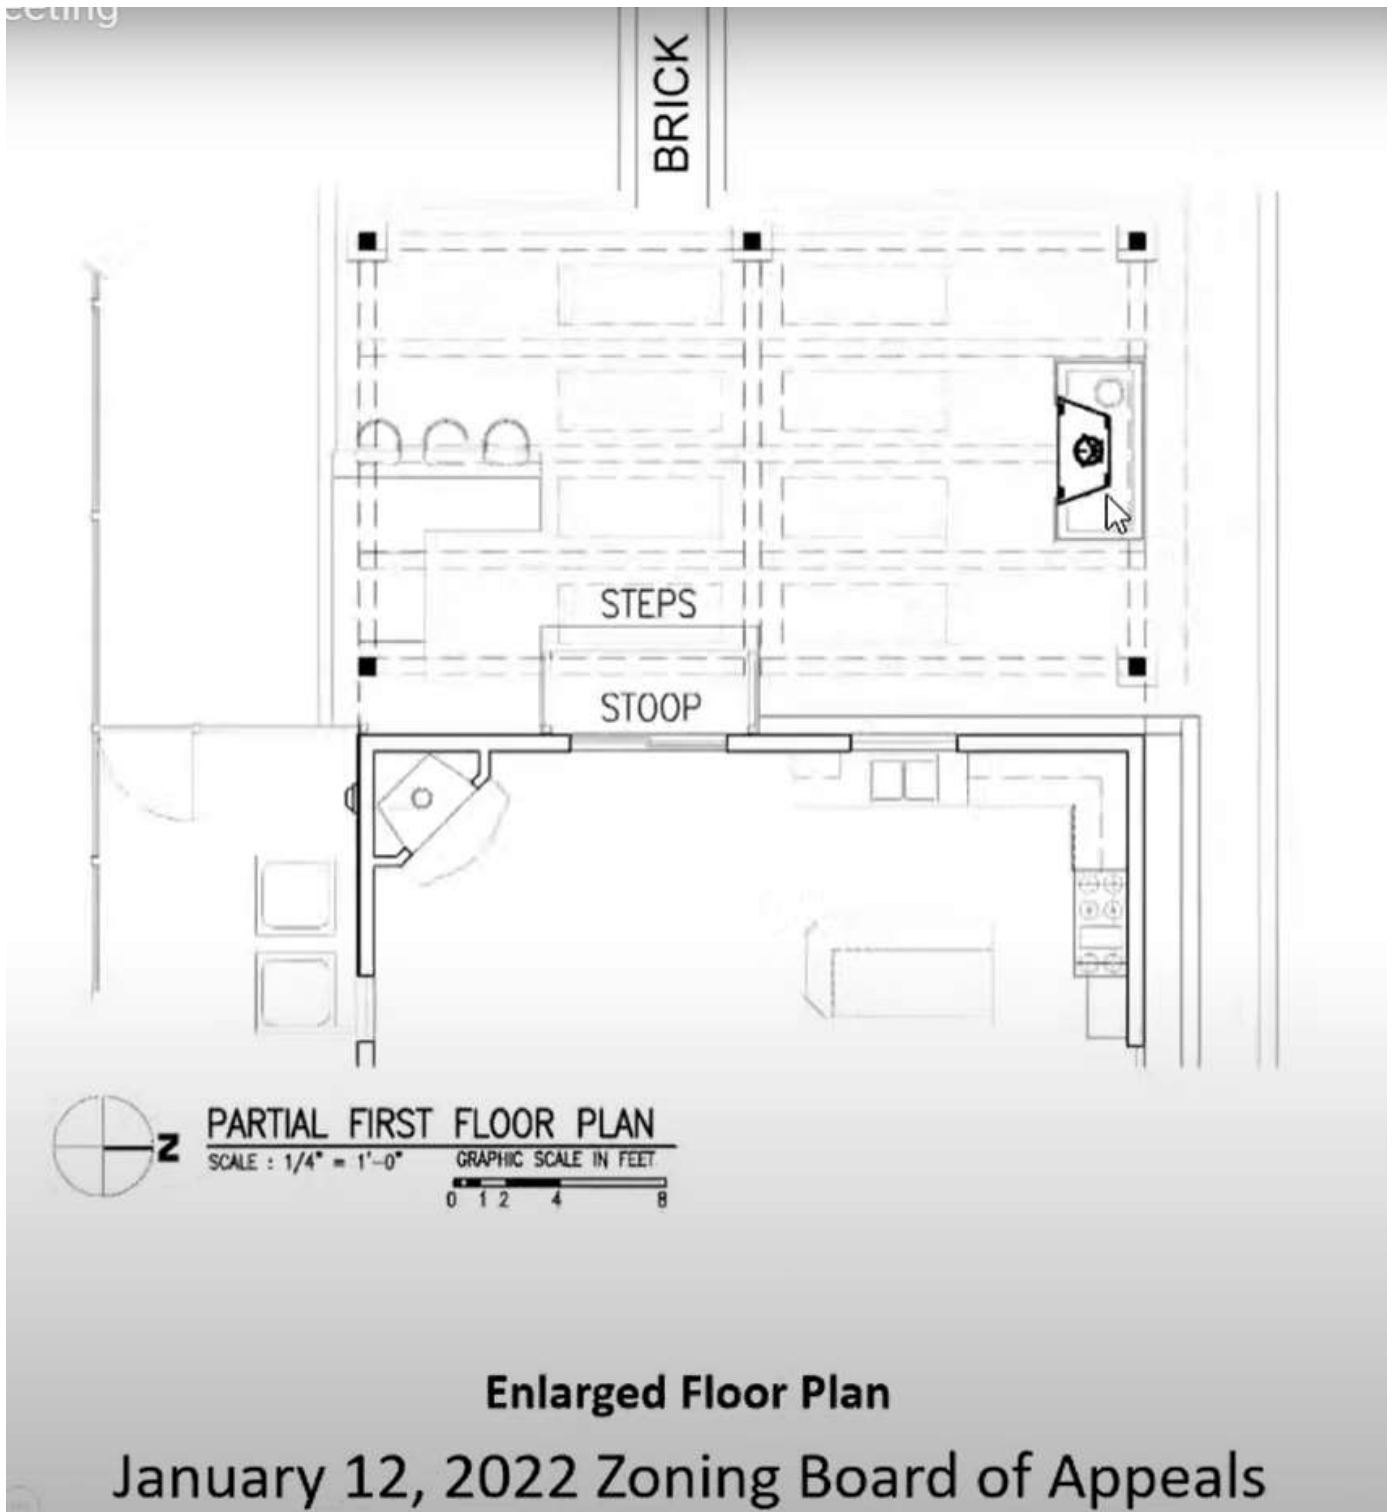 eeting
BRICK
STEPS
STOOP
N
PARTIAL FIRST FLOOR PLAN
SCALE : 1/4" = 1'-0"
GRAPHIC SCALE IN FEET
0 1 2 4 8
Enlarged Floor Plan
January 12, 2022 Zoning Board of Appeals